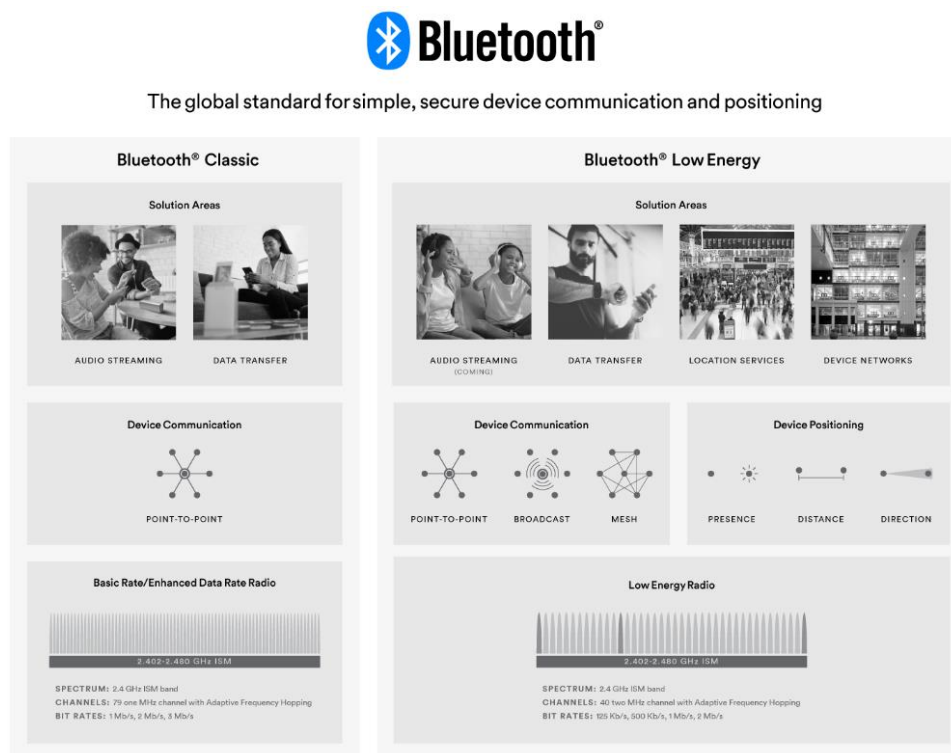 Bluetooth®
The global standard for simple, secure device communication and positioning
Bluetooth® Classic
Solution Areas
AUDIO STREAMING
DATA TRANSFER
Device Communication
POINT-TO-POINT
Basic Rate/Enhanced Data Rate Radio
2.402-2.480 GHz ISM
SPECTRUM: 2.4 GHz ISM band
CHANNELS: 79 one MHz channel with Adaptive Frequency Hopping
BIT RATES: 1 Mb/s, 2 Mb/s, 3 Mb/s
Bluetooth® Low Energy
Solution Areas
AUDIO STREAMING
(COMING)
DATA TRANSFER
LOCATION SERVICES
DEVICE NETWORKS
Device Communication
POINT-TO-POINT
BROADCAST
MESH
Device Positioning
PRESENCE
DISTANCE
DIRECTION
Low Energy Radio
2.402-2.480 GHz ISM
SPECTRUM: 2.4 GHz ISM band
CHANNELS: 40 two MHz channel with Adaptive Frequency Hopping
BIT RATES: 125 Kb/s, 500 Kb/s, 1 Mb/s, 2 Mb/s